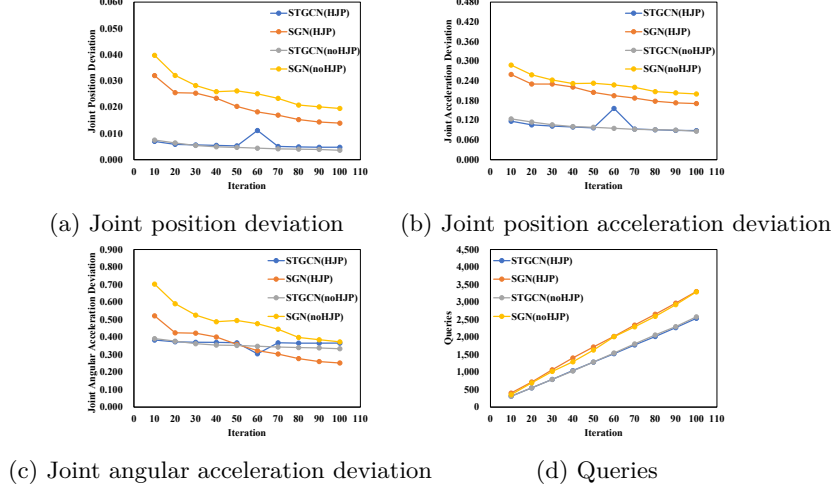 0.060
0.050
0.040
0.030
0.020
0.010
0.000
Joint Position Deviation
STGCN(HJP)
SGN(HJP)
STGCN(noHJP)
SGN(noHJP)
0 10 20 30 40 50 60 70 80 90 100 110
Iteration
(a) Joint position deviation
0.480
0.420
0.360
0.300
0.240
0.180
0.120
0.060
0.000
Joint Acceleration Deviation
STGCN(HJP)
SGN(HJP)
STGCN(noHJP)
SGN(noHJP)
0 10 20 30 40 50 60 70 80 90 100 110
Iteration
(b) Joint position acceleration deviation
0.900
0.800
0.700
0.600
0.500
0.400
0.300
0.200
0.100
0.000
Joint Angular Acceleration Deviation
STGCN(HJP)
SGN(HJP)
STGCN(noHJP)
SGN(noHJP)
0 10 20 30 40 50 60 70 80 90 100 110
Iteration
(c) Joint angular acceleration deviation
4,500
4,000
3,500
3,000
2,500
2,000
1,500
1,000
500
0
Queries
STGCN(HJP)
SGN(HJP)
STGCN(noHJP)
SGN(noHJP)
0 10 20 30 40 50 60 70 80 90 100 110
Iteration
(d) Queries